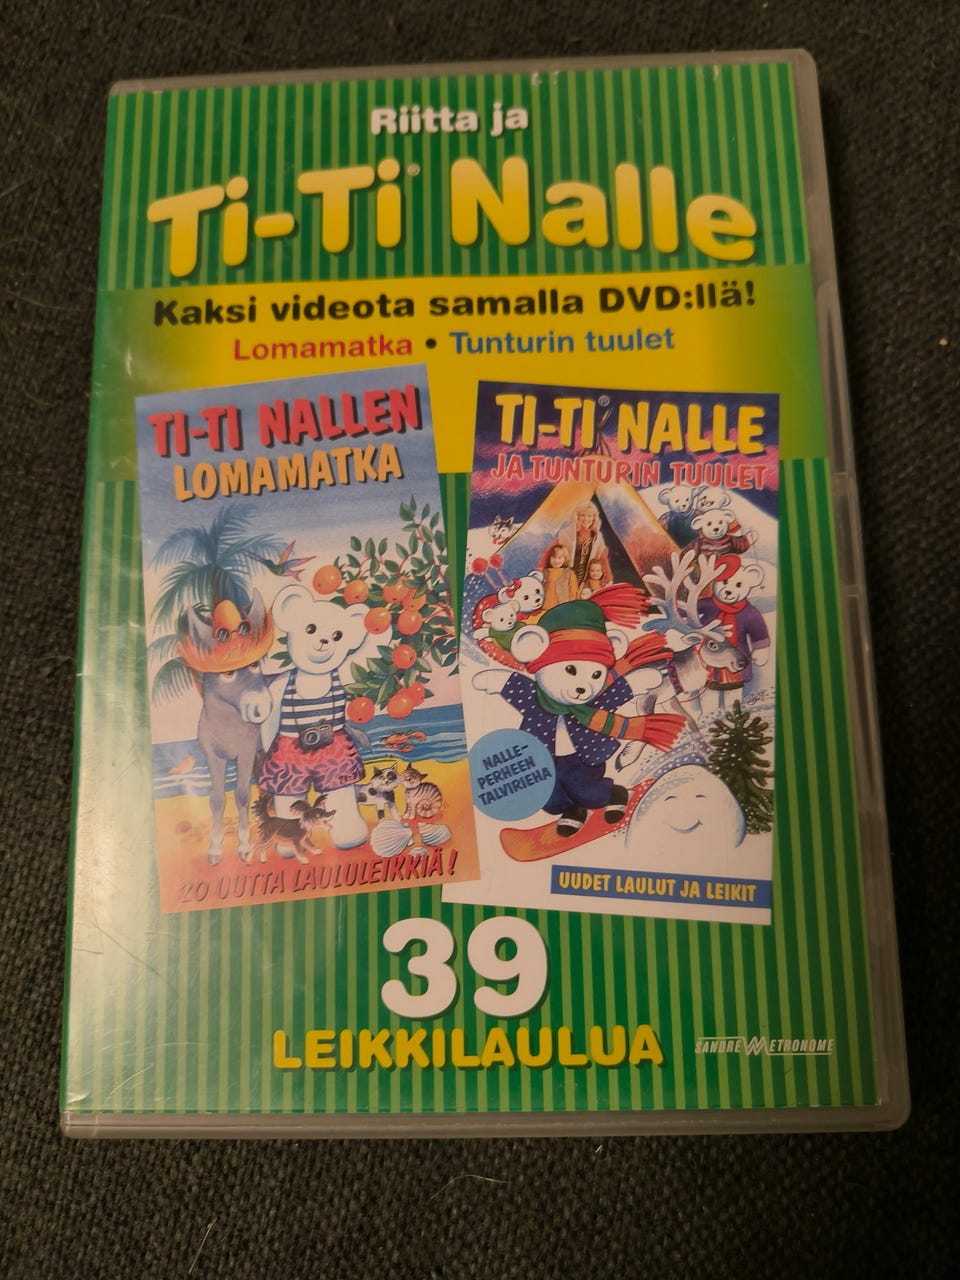 Riitta ja
Ti-Ti® Nalle
Kaksi videota samalla DVD:llä!
Lomamatka • Tunturin tuulet
TI-TI NALLEN
LOMAMATKA
20 UUTTA LAULULEIKKIÄ!
TI-TI® NALLE
JA TUNTURIN TUULET
NALLE-
PERHEEN
TALVIRIEHA
UUDET LAULUT JA LEIKIT
39
LEIKKILAULUA
SANDREW METRONOME